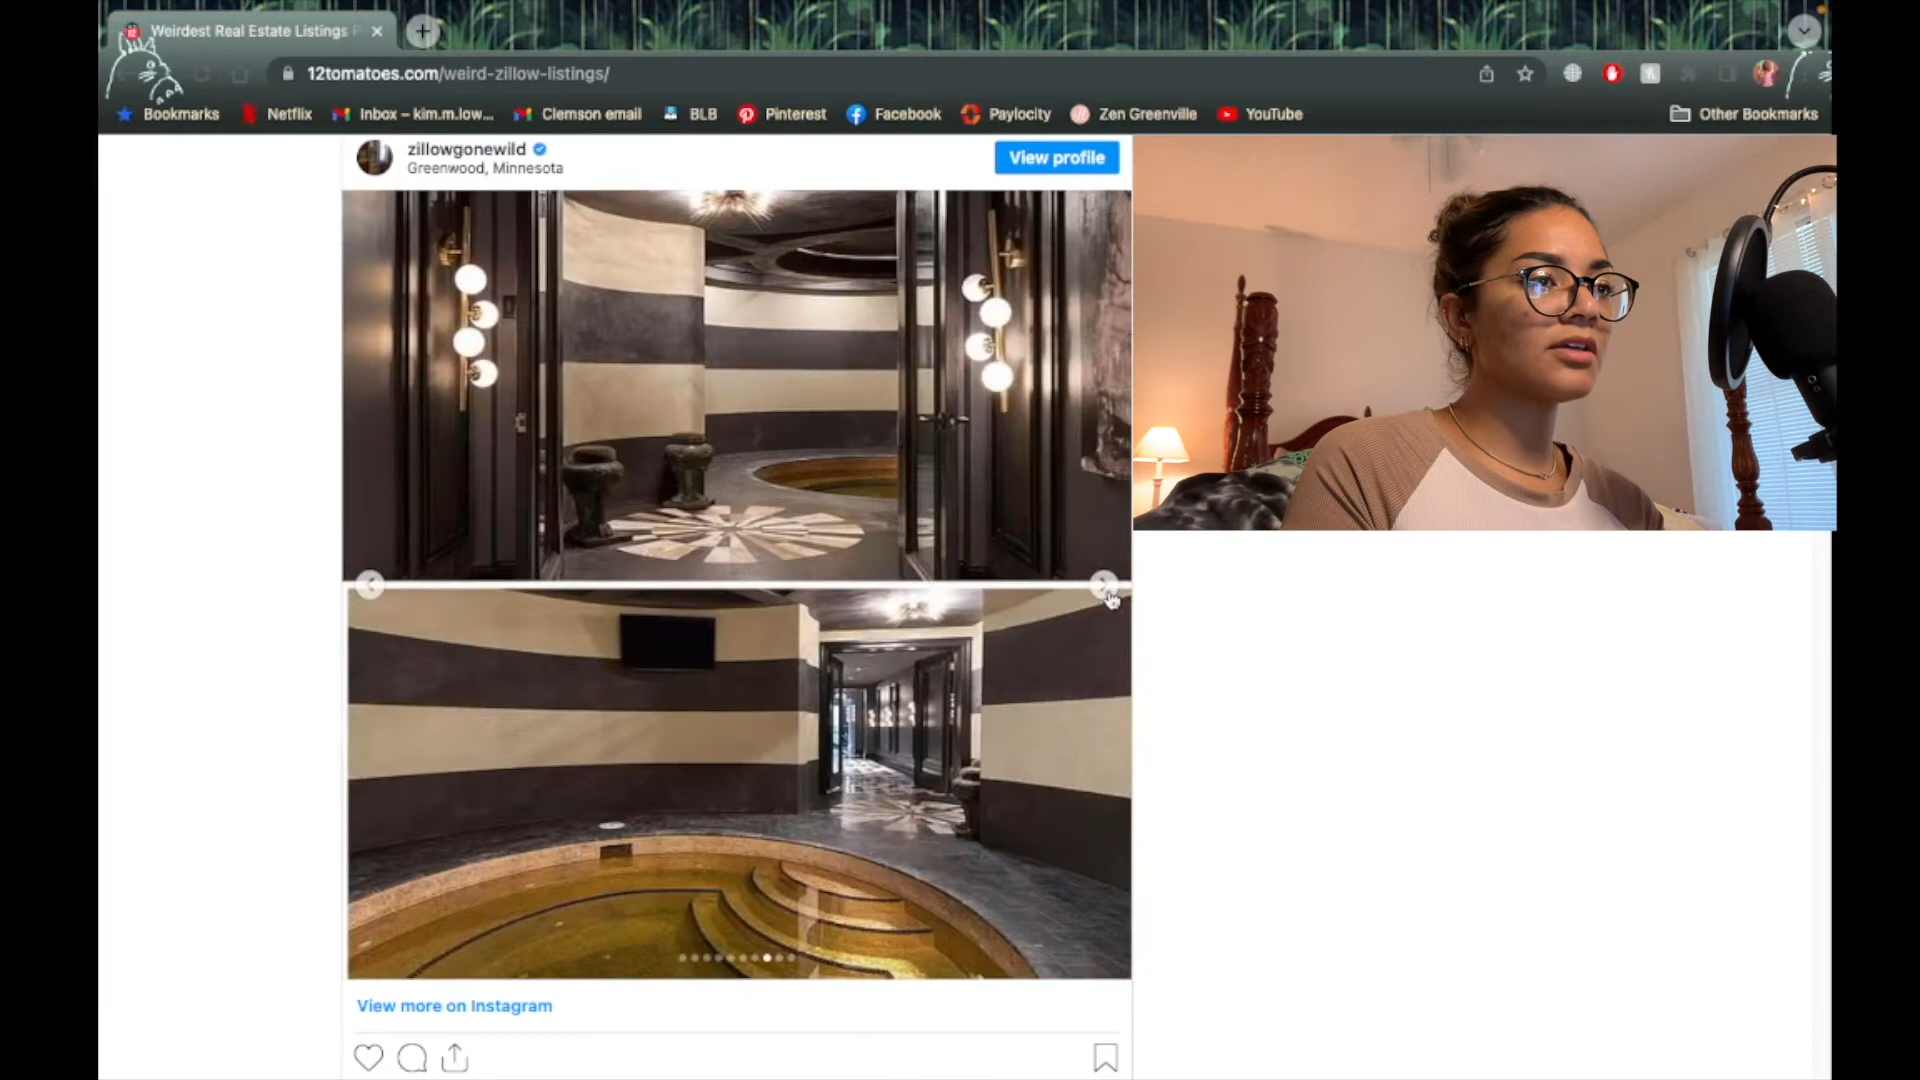 Weirdest Real Estate Listings
12tomatoes.com/weird-zillow-listings/
Bookmarks Netflix Inbox – kim.m.low... Clemson email BLB Pinterest Facebook Paylocity Zen Greenville YouTube Other Bookmarks
zillowgonewild
Greenwood, Minnesota
View profile
View more on Instagram